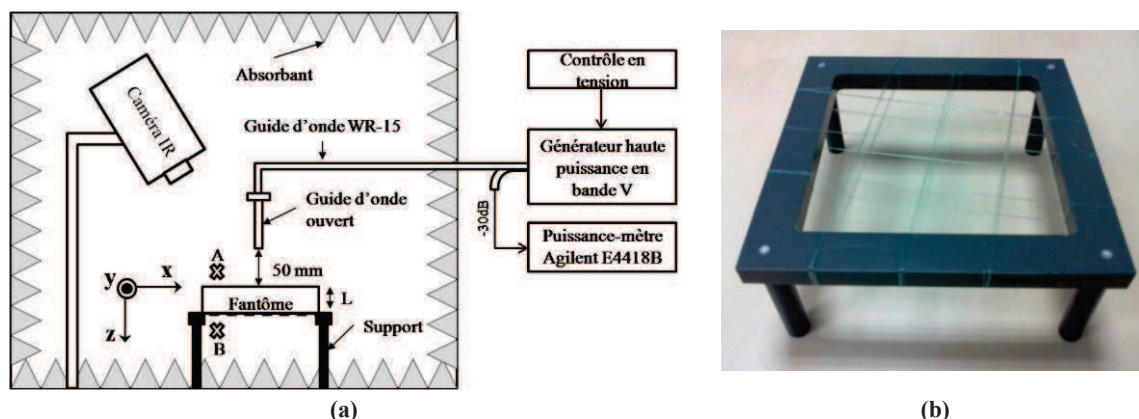 Absorbant
Caméra IR
Guide d'onde WR-15
Guide d'onde
ouvert
A
50 mm
y
x
z
Fantôme
L
B
Support
Contrôle en
tension
Générateur haute
puissance en
bande V
-30dB
Puissance-mètre
Agilent E4418B
(a)
(b)